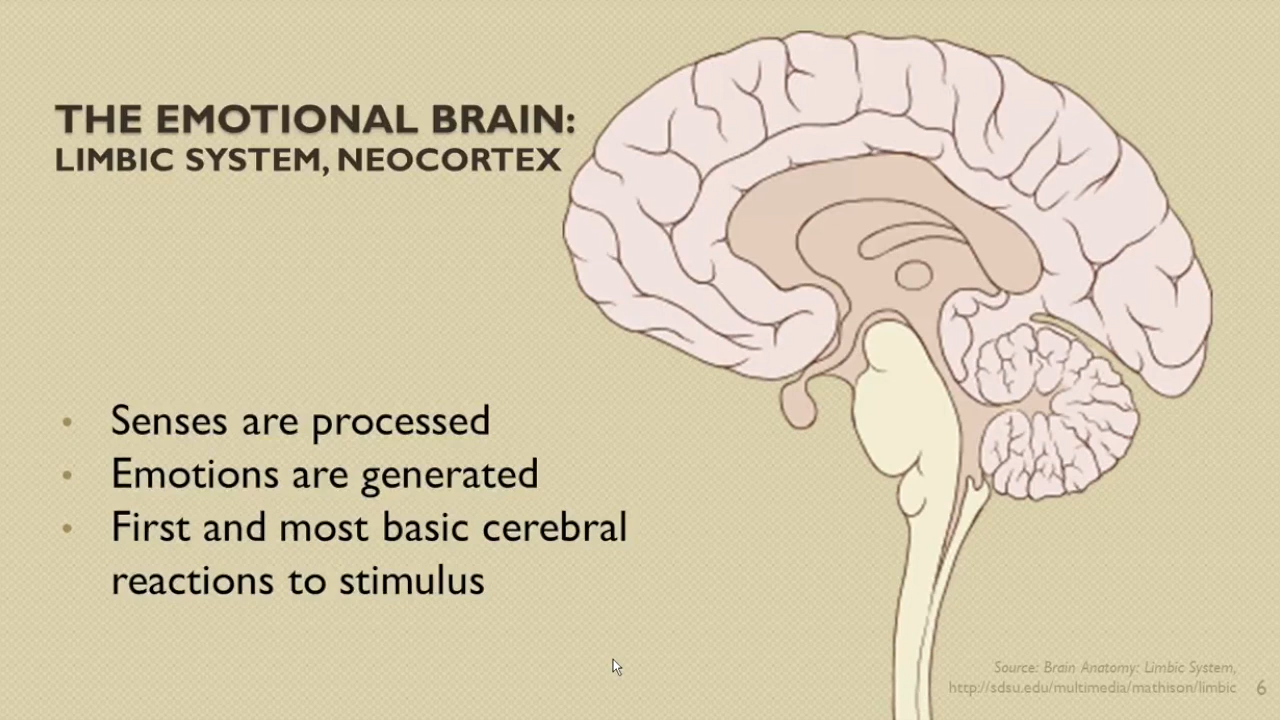 THE EMOTIONAL BRAIN:
LIMBIC SYSTEM, NEOCORTEX
• Senses are processed
• Emotions are generated
• First and most basic cerebral
reactions to stimulus
Source: Brain Anatomy: Limbic System,
http://sdsu.edu/multimedia/mathison/limbic
6